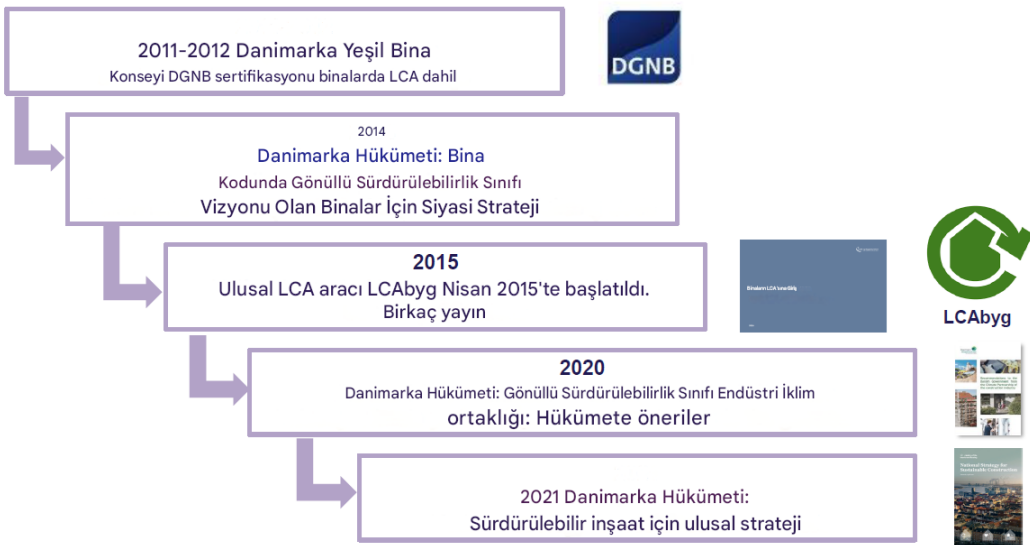 2011-2012 Danimarka Yeşil Bina
Konseyi DGNB sertifikasyonu binalarda LCA dahil
DGNB
2014
Danimarka Hükümeti: Bina
Kodunda Gönüllü Sürdürülebilirlik Sınıfı
Vizyonu Olan Binalar İçin Siyasi Strateji
2015
Ulusal LCA aracı LCAbyg Nisan 2015'te başlatıldı.
Birkaç yayın
LCAbyg
2020
Danimarka Hükümeti: Gönüllü Sürdürülebilirlik Sınıfı Endüstri İklim
ortaklığı: Hükümete öneriler
2021 Danimarka Hükümeti:
Sürdürülebilir inşaat için ulusal strateji
National Strategy for
Sustainable Construction